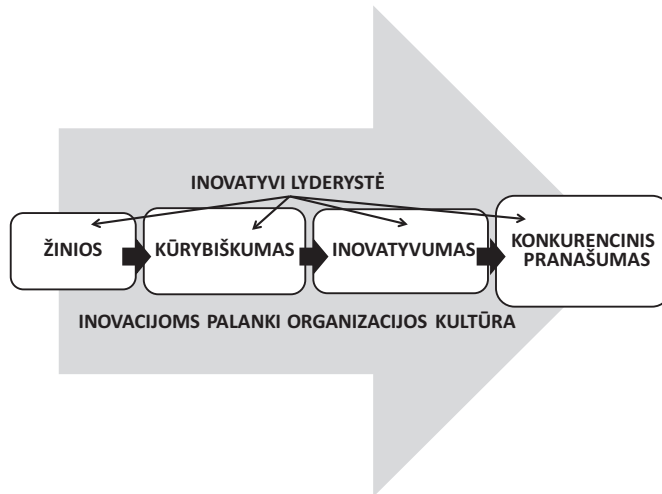 INOVATYVI LYDERYSTĖ
ŽINIOS
KŪRYBIŠKUMAS
INOVATYVUMAS
KONKURENCINIS
PRANAŠUMAS
INOVACIJOMS PALANKI ORGANIZACIJOS KULTŪRA